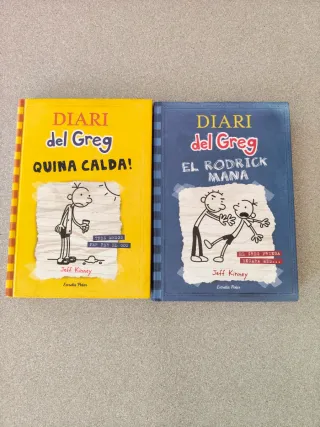 DIARI
del Greg
QUINA CALDA!
Jeff Kinney
Estrella Polar
DIARI
del Greg
EL RODRICK
MANA
Jeff Kinney
Estrella Polar